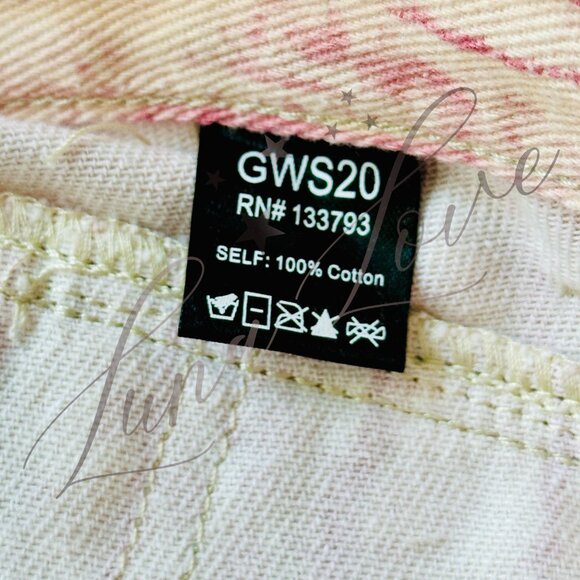 GWS20
RN# 133793
SELF: 100% Cotton
Luna Love